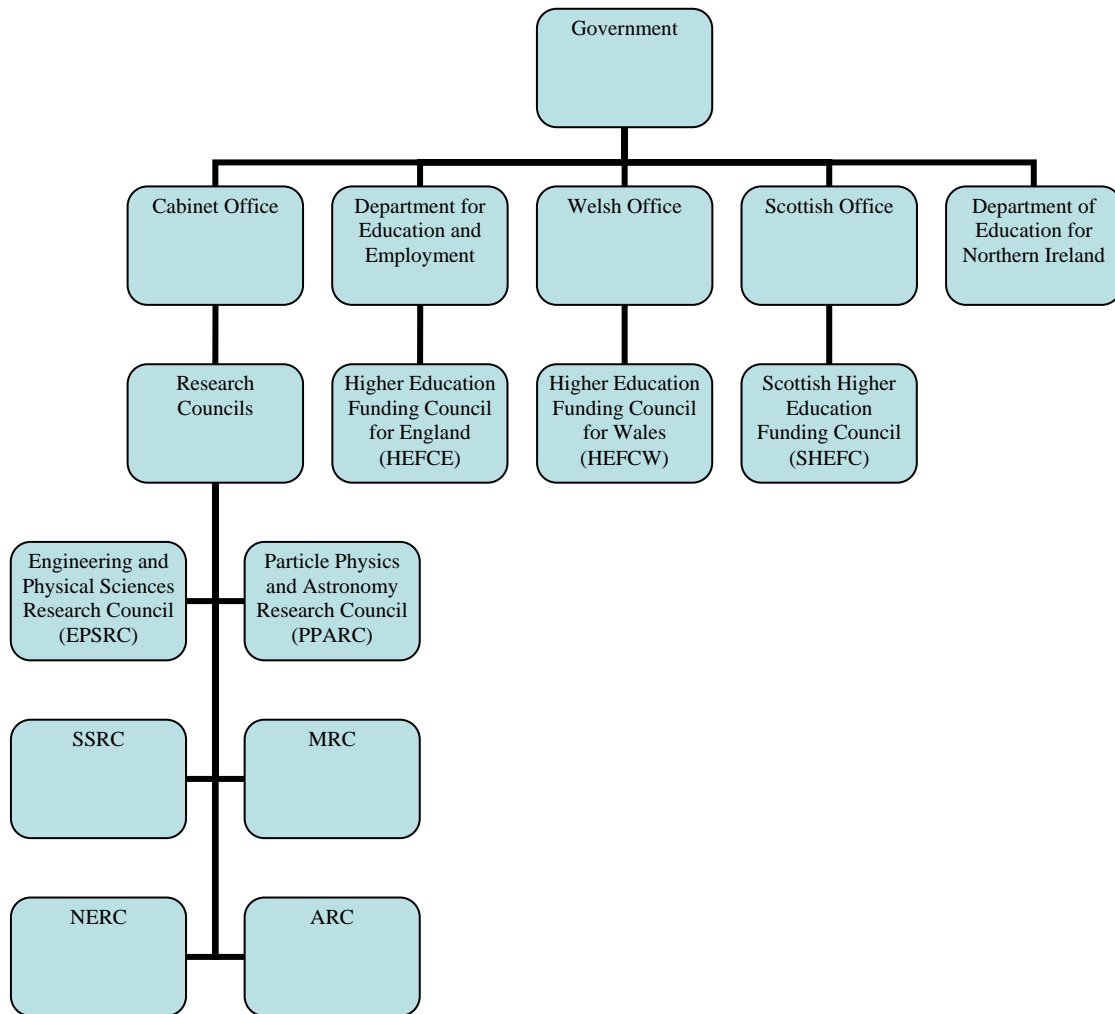 Government
Cabinet Office
Department for
Education and
Employment
Welsh Office
Scottish Office
Department of
Education for
Northern Ireland
Research
Councils
Higher Education
Funding Council
for England
(HEFCE)
Higher Education
Funding Council
for Wales
(HEFCW)
Scottish Higher
Education
Funding Council
(SHEFC)
Engineering and
Physical Sciences
Research Council
(EPSRC)
Particle Physics
and Astronomy
Research Council
(PPARC)
SSRC
MRC
NERC
ARC